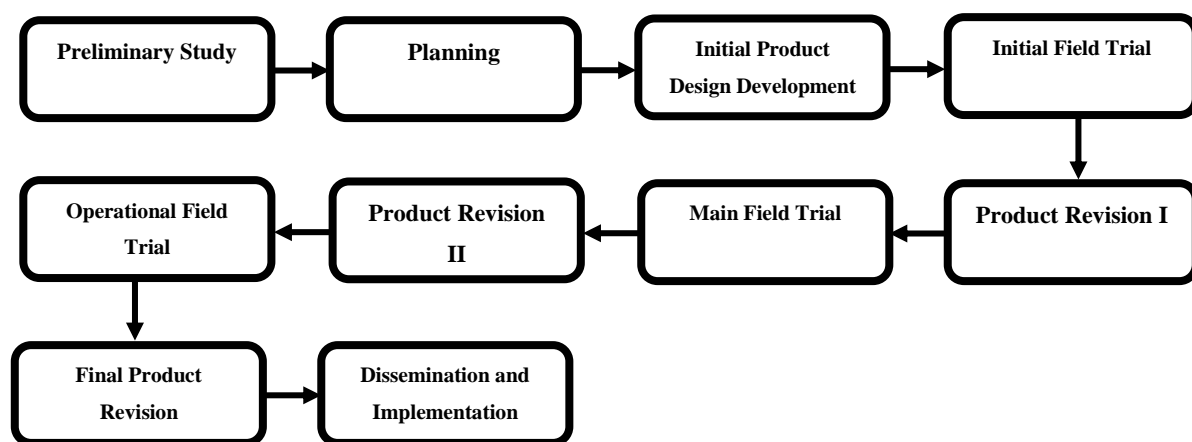 Preliminary Study
Planning
Initial Product
Design Development
Initial Field Trial
Product Revision I
Main Field Trial
Product Revision
II
Operational Field
Trial
Final Product
Revision
Dissemination and
Implementation